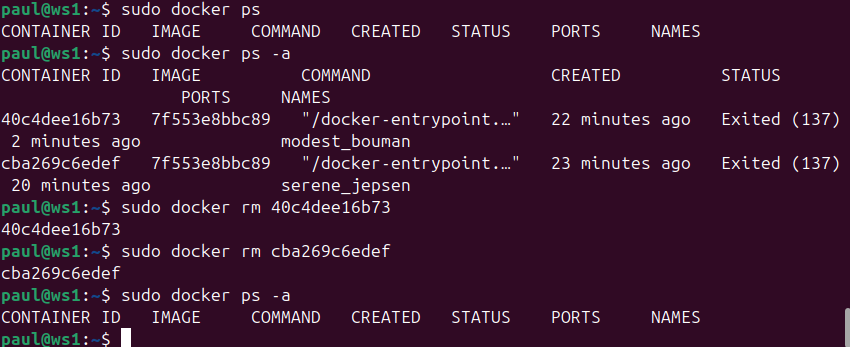 paul@ws1:~$ sudo docker ps
CONTAINER ID   IMAGE     COMMAND   CREATED   STATUS    PORTS     NAMES
paul@ws1:~$ sudo docker ps -a
CONTAINER ID   IMAGE          COMMAND                  CREATED          STATUS
                  PORTS     NAMES
40c4dee16b73   7f553e8bbc89   "/docker-entrypoint.…"   22 minutes ago   Exited (137)
 2 minutes ago              modest_bouman
cba269c6edef   7f553e8bbc89   "/docker-entrypoint.…"   23 minutes ago   Exited (137)
 20 minutes ago             serene_jepsen
paul@ws1:~$ sudo docker rm 40c4dee16b73
40c4dee16b73
paul@ws1:~$ sudo docker rm cba269c6edef
cba269c6edef
paul@ws1:~$ sudo docker ps -a
CONTAINER ID   IMAGE     COMMAND   CREATED   STATUS    PORTS     NAMES
paul@ws1:~$